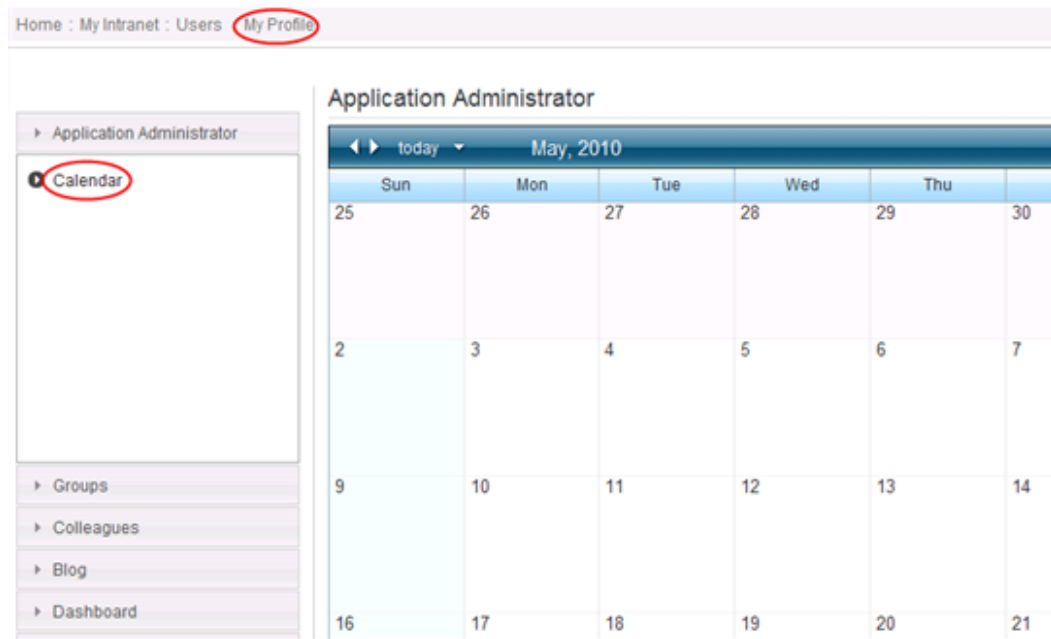 Home : My Intranet : Users My Profile
Application Administrator
Application Administrator
Calendar
Groups
Colleagues
Blog
Dashboard
today May, 2010
Sun Mon Tue Wed Thu
25 26 27 28 29 30
2 3 4 5 6 7
9 10 11 12 13 14
16 17 18 19 20 21